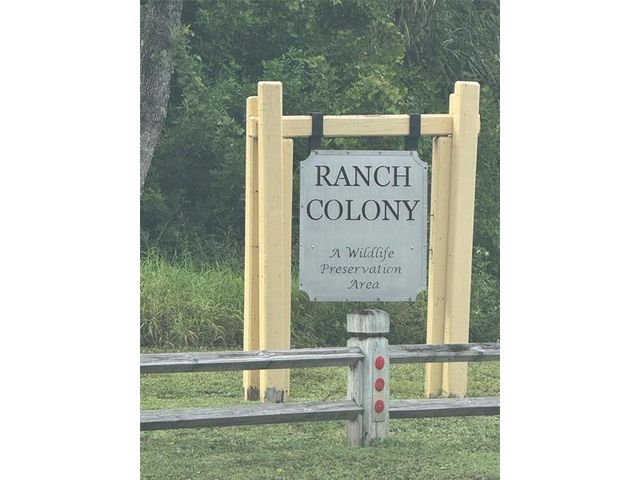 RANCH
COLONY
A Wildlife
Preservation
Area